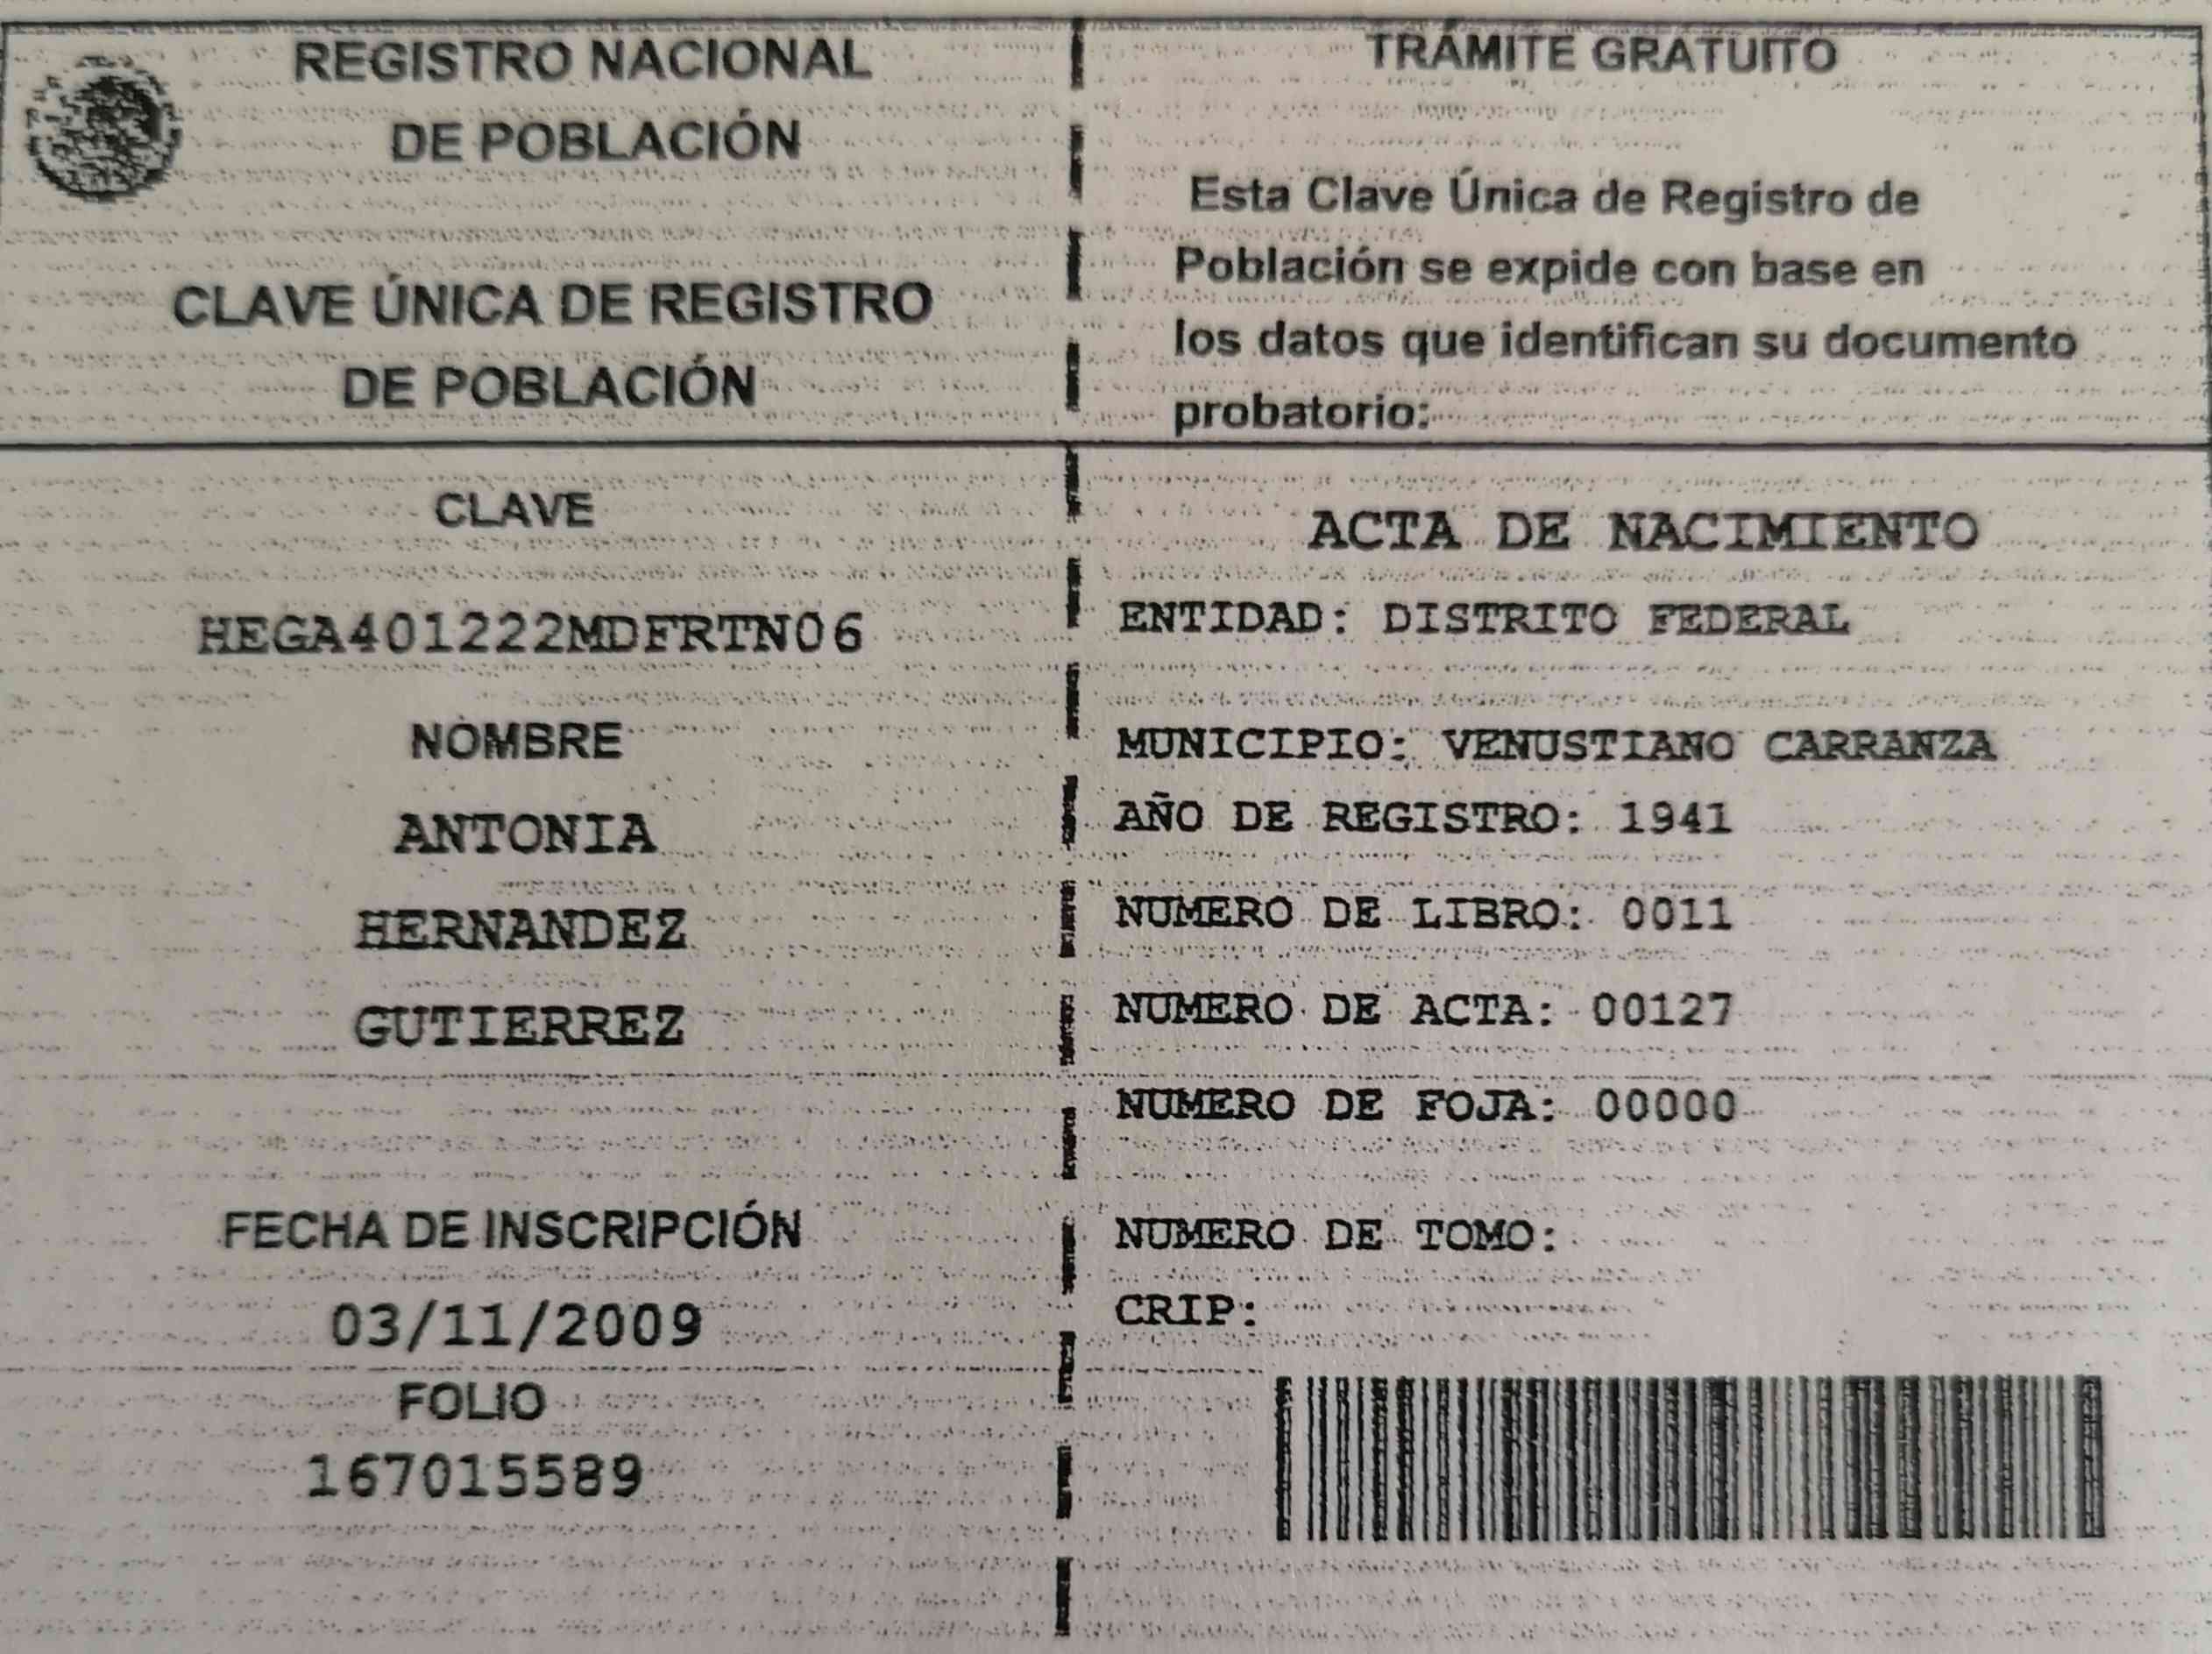 REGISTRO NACIONAL
DE POBLACIÓN
CLAVE ÚNICA DE REGISTRO
DE POBLACIÓN
CLAVE
HEGA401222MDFRTN06
NOMBRE
ANTONIA
HERNANDEZ
GUTIERREZ
FECHA DE INSCRIPCIÓN
03/11/2009
FOLIO
167015589
TRÁMITE GRATUITO
Esta Clave Única de Registro de
Población se expide con base en
los datos que identifican su documento
probatorio:
ACTA DE NACIMIENTO
ENTIDAD: DISTRITO FEDERAL
MUNICIPIO: VENUSTIANO CARRANZA
AÑO DE REGISTRO: 1941
NUMERO DE LIBRO: 0011
NUMERO DE ACTA: 00127
NUMERO DE FOJA: 00000
NUMERO DE TOMO:
CRIP: